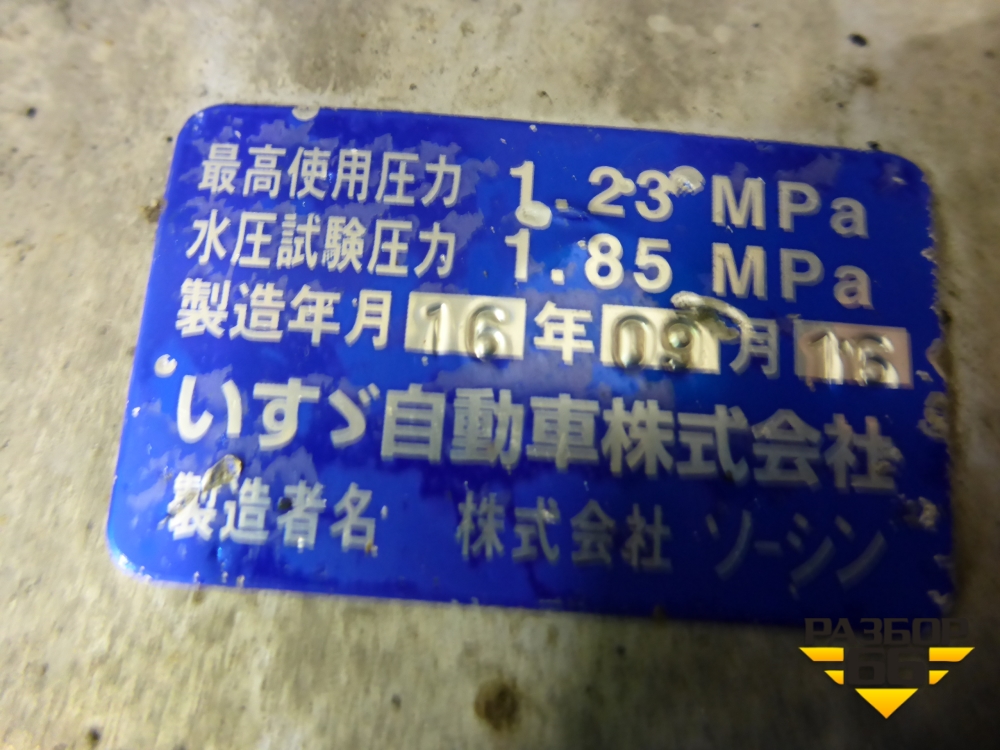 最高使用圧力 1.23 MPa
水圧試験圧力 1.85 MPa
製造年月 16 年 09 月 16
いすゞ自動車株式会社
製造者名 株式会社 ソーシン
РАЗБОР
66